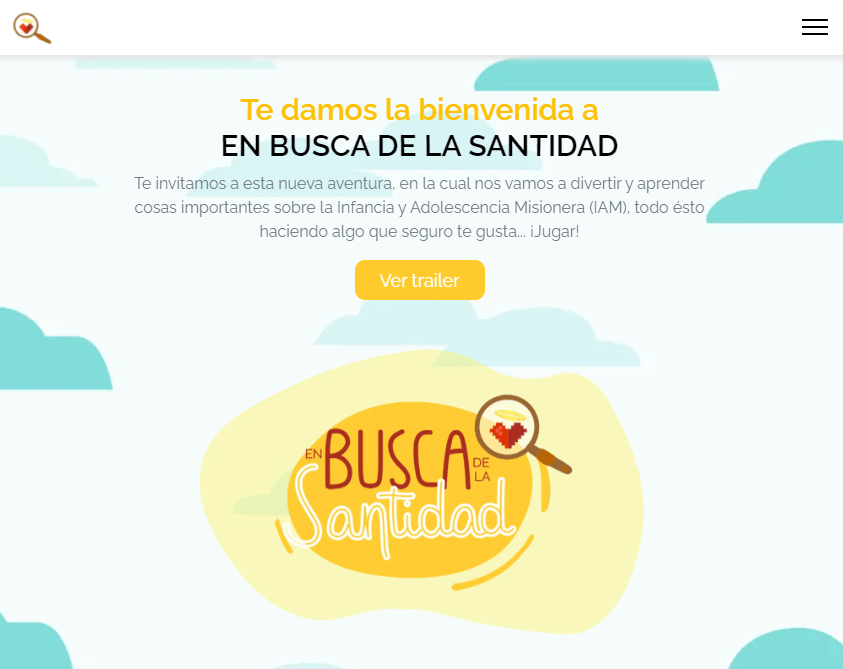 Te damos la bienvenida a
EN BUSCA DE LA SANTIDAD
Te invitamos a esta nueva aventura, en la cual nos vamos a divertir y aprender
cosas importantes sobre la Infancia y Adolescencia Misionera (IAM), todo ésto
haciendo algo que seguro te gusta... ¡Jugar!
Ver trailer
EN BUSCA DE LA
Santidad